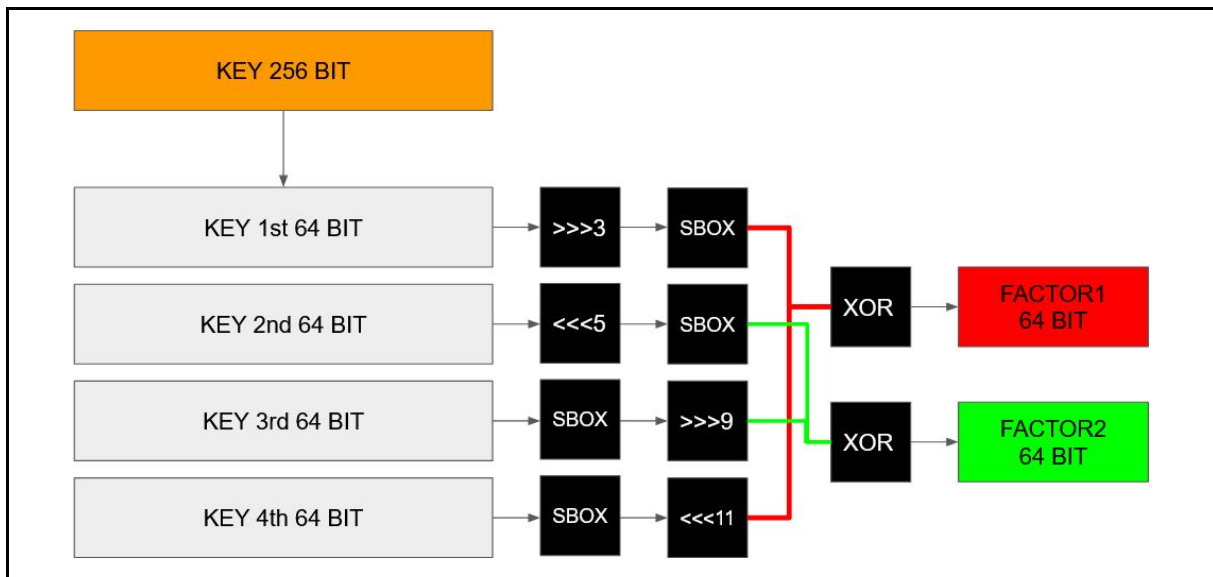 KEY 256 BIT
KEY 1st 64 BIT
>>>3
SBOX
KEY 2nd 64 BIT
<<<5
SBOX
XOR
FACTOR1
64 BIT
KEY 3rd 64 BIT
SBOX
>>>9
XOR
FACTOR2
64 BIT
KEY 4th 64 BIT
SBOX
<<<11